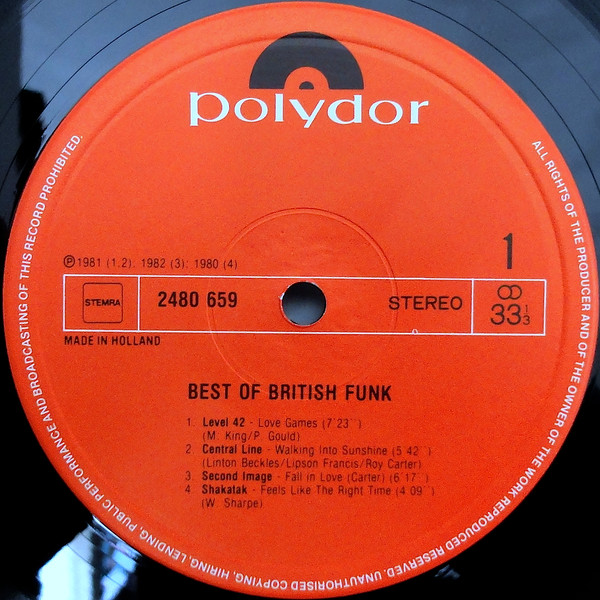 polydor
℗ 1981 (1.2); 1982 (3); 1980 (4)
1
STEMRA
2480 659
STEREO
33 1/3
MADE IN HOLLAND
BEST OF BRITISH FUNK
1. Level 42 - Love Games (7´23´´)
(M. King/P. Gould)
2. Central Line - Walking Into Sunshine (5´42´´)
(Linton Beckles/Lipson Francis/Roy Carter)
3. Second Image - Fall in Love (Carter) (6´17´´)
4. Shakatak - Feels Like The Right Time (4´09´´)
(W. Sharpe)
ALL RIGHTS OF THE PRODUCER AND OF THE OWNER OF THE WORK REPRODUCED RESERVED. UNAUTHORISED COPYING, HIRING, LENDING, PUBLIC PERFORMANCE AND BROADCASTING OF THIS RECORD PROHIBITED.